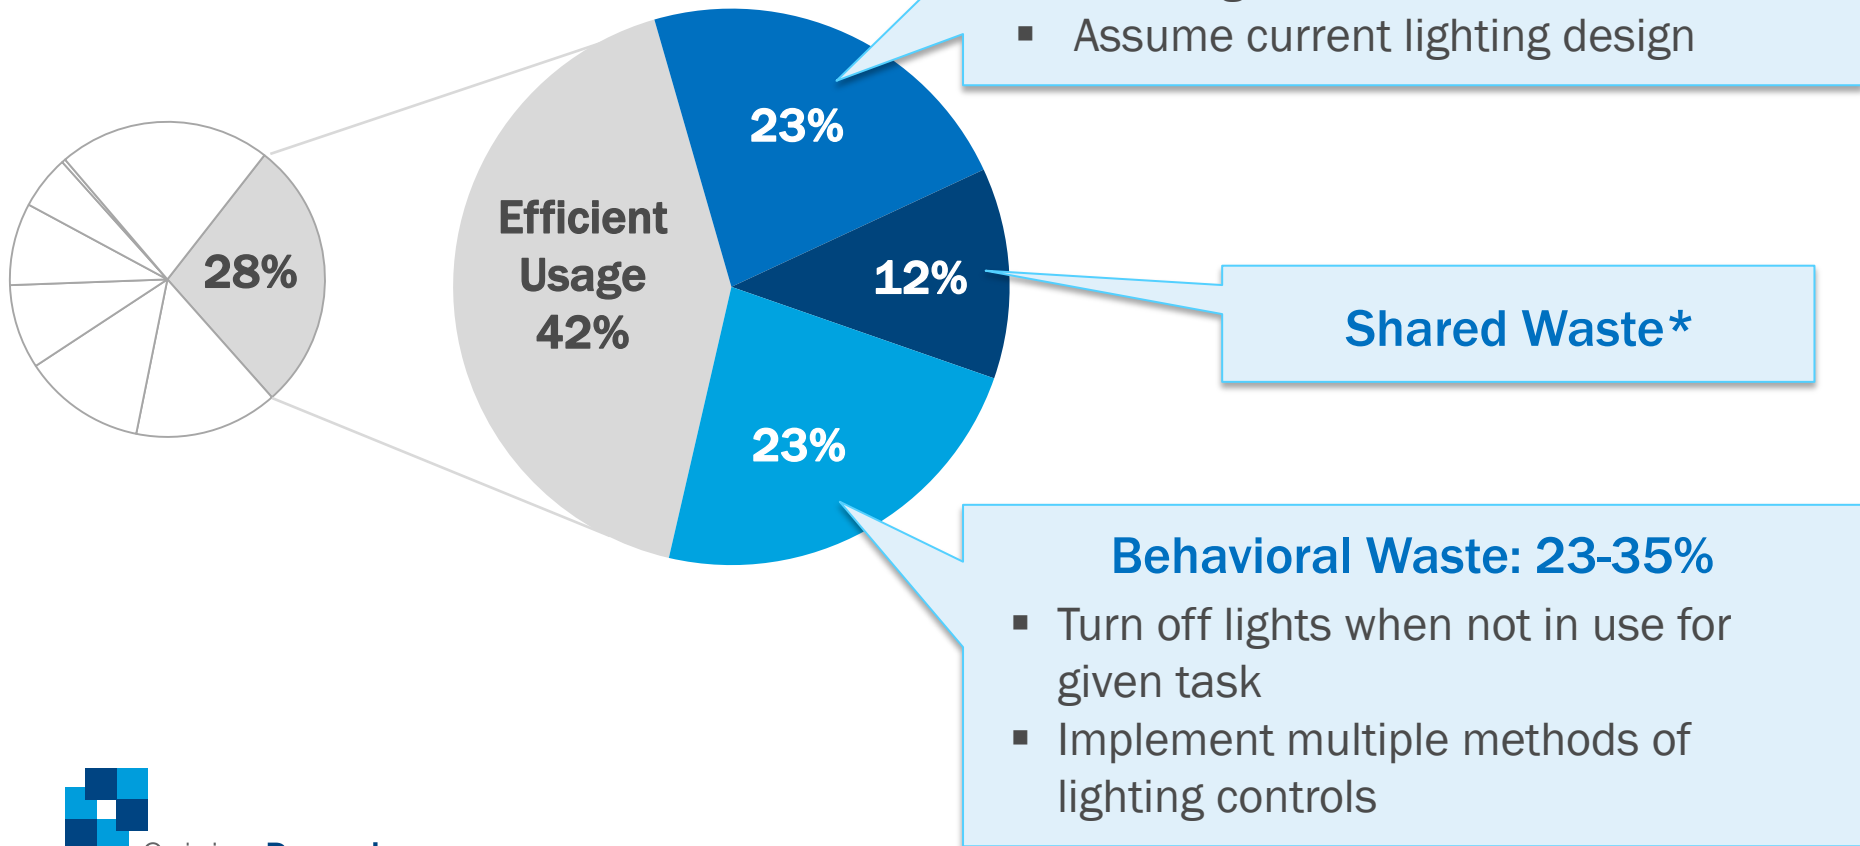 Assume current lighting design
23%
Efficient
Usage
42%
28%
12%
Shared Waste*
23%
Behavioral Waste: 23-35%
Turn off lights when not in use for
given task
Implement multiple methods of
lighting controls